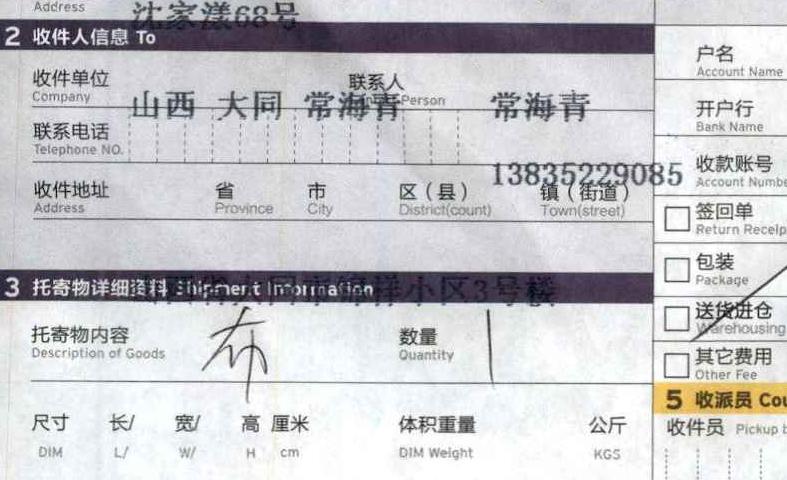 Address 沈家漾68号
2 收件人信息 To
收件单位 联系人 户名
Company Person Account Name
山西 大同 常海青 常海青
开户行
联系电话 Bank Name
Telephone NO.
13835229085 收款账号
收件地址 省 市 区（县） 镇（街道） Account Numbe
Address Province City District(count) Town(street)
签回单
Return Receip
包装
Package
3 托寄物详细资料 Shipment Information
山西省大同市锦祥小区3号楼
送货进仓
Warehousing
托寄物内容 布 数量 1
Description of Goods Quantity
其它费用
Other Fee
5 收派员 Cou
尺寸 长/ 宽/ 高 厘米 体积重量 公斤
DIM L/ W/ H cm DIM Weight KGS
收件员 Pickup b